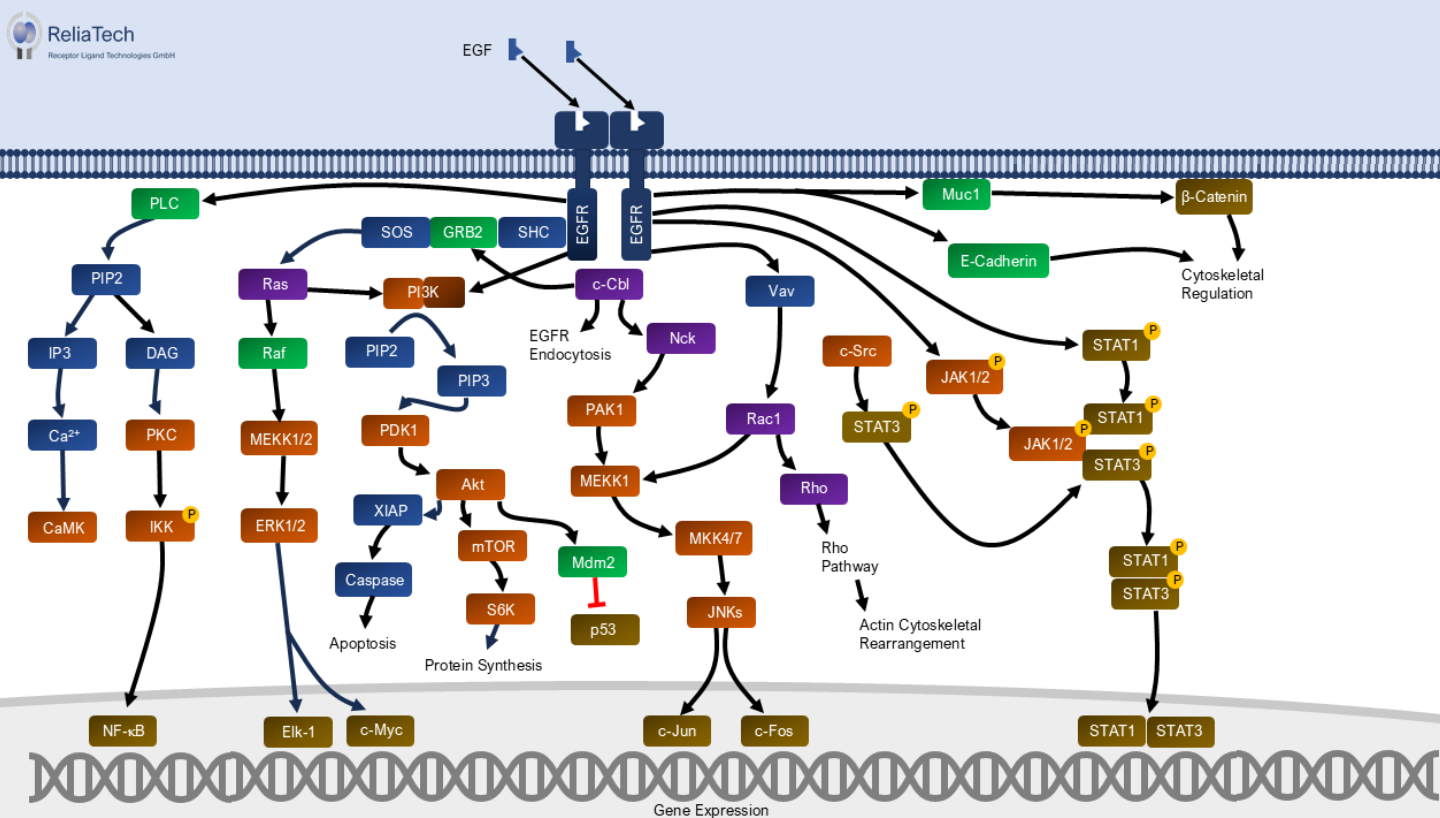 ReliaTech
Receptor Ligand Technologies GmbH
EGF
EGFR
EGFR
PLC
SOS
GRB2
SHC
Muc1
β-Catenin
E-Cadherin
Cytoskeletal
Regulation
PIP2
Ras
PI3K
c-Cbl
Vav
EGFR
Endocytosis
Nck
IP3
DAG
Raf
PIP2
PIP3
c-Src
JAK1/2
P
STAT1
P
PAK1
Rac1
STAT3
P
STAT1
P
JAK1/2
P
STAT3
P
Ca²⁺
PKC
MEKK1/2
PDK1
Akt
MEKK1
Rho
CaMK
IKK
P
ERK1/2
XIAP
mTOR
Mdm2
MKK4/7
Rho
Pathway
STAT1
P
STAT3
P
Caspase
S6K
p53
JNKs
Actin Cytoskeletal
Rearrangement
Apoptosis
Protein Synthesis
NF-κB
Elk-1
c-Myc
c-Jun
c-Fos
STAT1
STAT3
Gene Expression